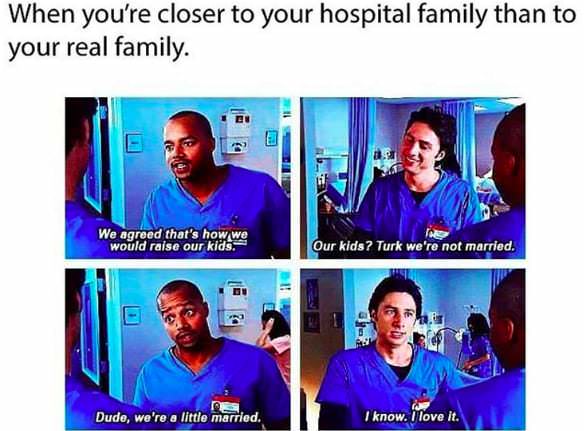 When you're closer to your hospital family than to
your real family.
We agreed that's how we
would raise our kids.
Our kids? Turk we're not married.
Dude, we're a little married.
I know. I love it.